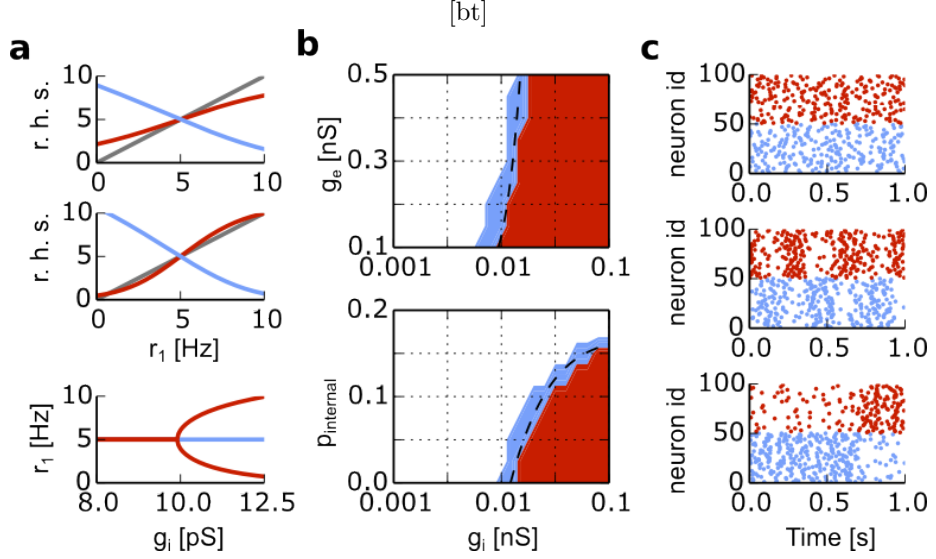 [bt]
a
b
c
r. h. s.
10
5
0
0 5 10
r. h. s.
10
5
0
0 5 10
r₁ [Hz]
r₁ [Hz]
10
5
0
8.0 10.0 12.5
gᵢ [pS]
gₑ [nS]
0.5
0.3
0.1
0.001 0.01 0.1
p_internal
0.2
0.1
0.0
0.001 0.01 0.1
gᵢ [nS]
neuron id
100
50
0
0.0 0.5 1.0
neuron id
100
50
0
0.0 0.5 1.0
neuron id
100
50
0
0.0 0.5 1.0
Time [s]